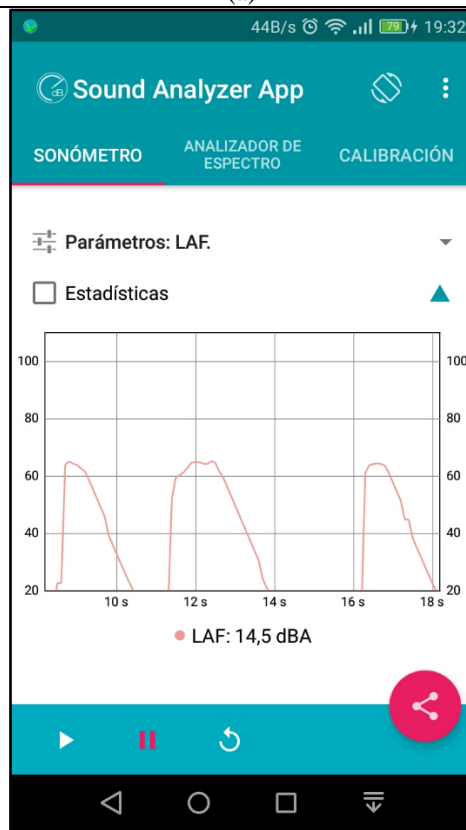 (a)
44B/s 79 19:32
dB Sound Analyzer App
SONÓMETRO
ANALIZADOR DE
ESPECTRO
CALIBRACIÓN
Parámetros: LAF.
Estadísticas
100 100
80 80
60 60
40 40
20 20
10 s 12 s 14 s 16 s 18 s
LAF: 14,5 dBA